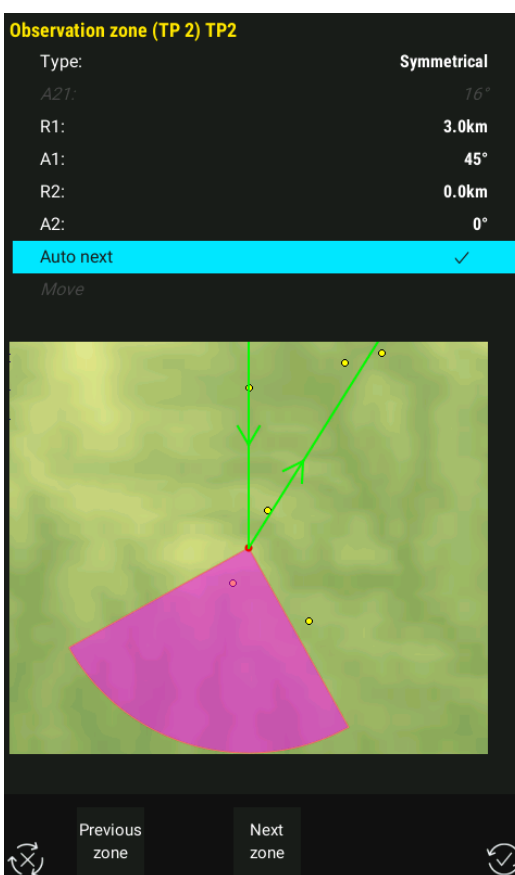 Observation zone (TP 2) TP2
Type: Symmetrical
A21: 16°
R1: 3.0km
A1: 45°
R2: 0.0km
A2: 0°
Auto next ✓
Move
Previous zone
Next zone